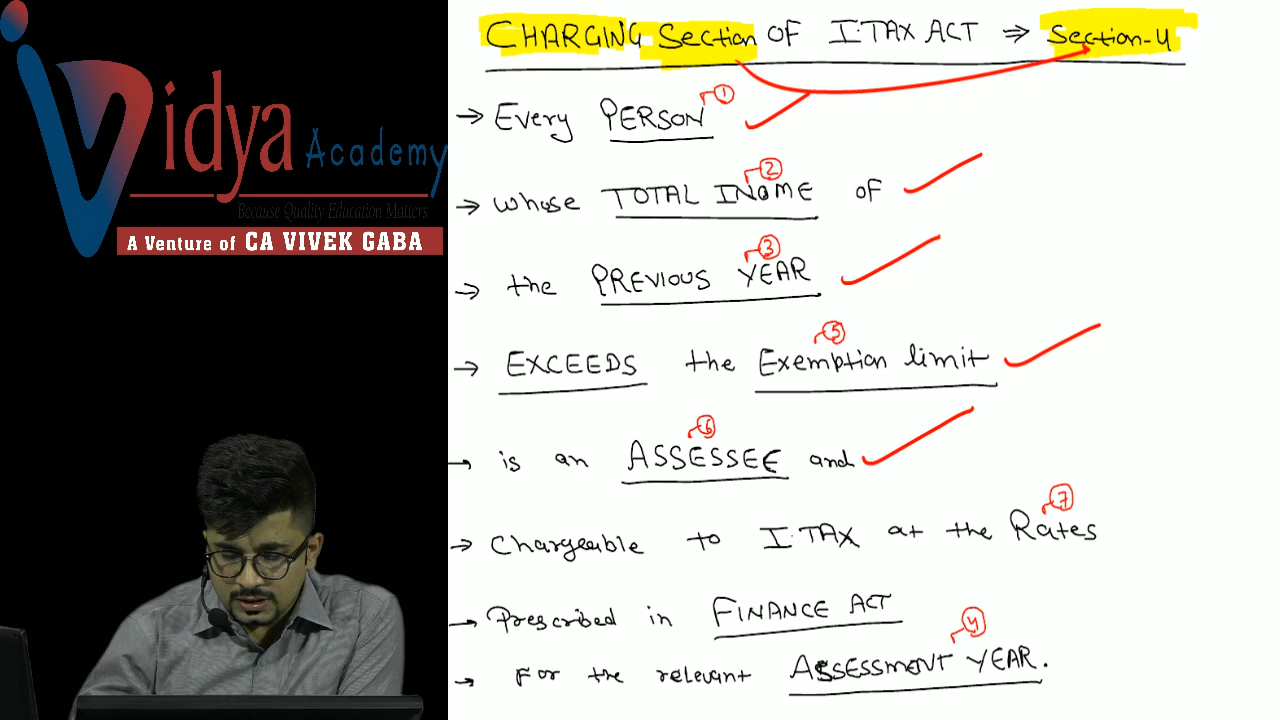 Vidya Academy
Because Quality Education Matters
A Venture of CA VIVEK GABA
CHARGING Section OF I.TAX ACT ⇒ Section-4
→ Every PERSON ①
→ whose TOTAL INOME ② of
→ the PREVIOUS YEAR ③
→ EXCEEDS the Exemption limit ⑤
→ is an ASSESSEE ⑥ and
→ Chargeable to I.TAX at the Rates ⑦
→ Prescribed in FINANCE ACT
→ For the relevant ASSESSMENT YEAR. ④